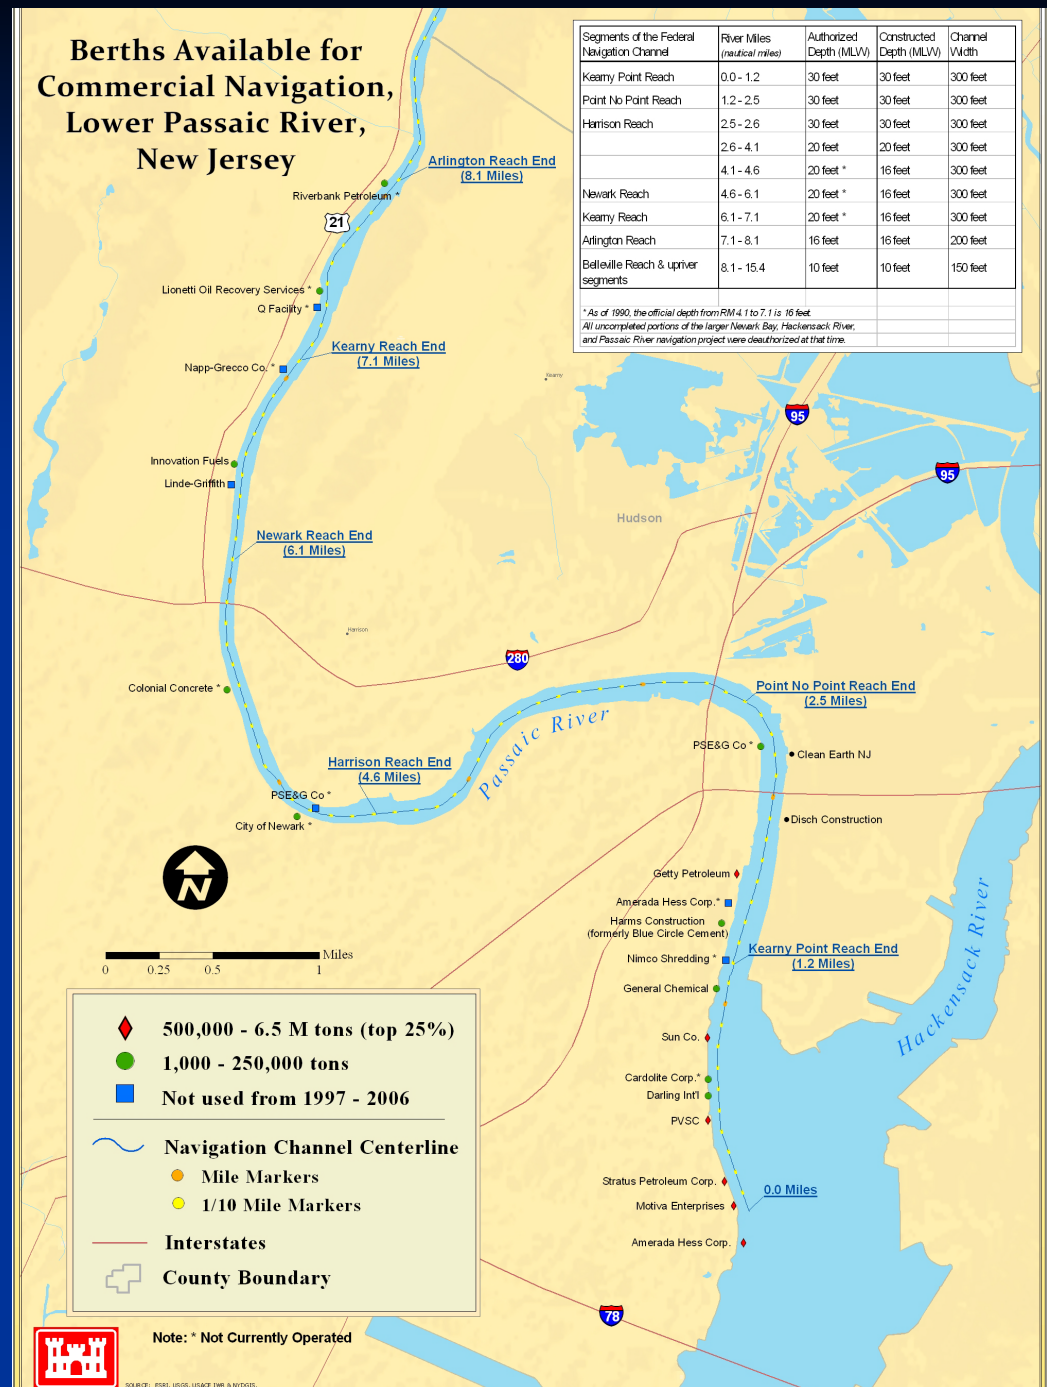 Berths Available for
Commercial Navigation,
Lower Passaic River,
New Jersey
Segments of the Federal Navigation Channel | River Miles (nautical miles) | Authorized Depth (MLW) | Constructed Depth (MLW) | Channel Width
Kearny Point Reach | 0.0 - 1.2 | 30 feet | 30 feet | 300 feet
Point No Point Reach | 1.2 - 2.5 | 30 feet | 30 feet | 300 feet
Harrison Reach | 2.5 - 2.6 | 30 feet | 30 feet | 300 feet
2.6 - 4.1 | 20 feet | 20 feet | 300 feet
4.1 - 4.6 | 20 feet * | 16 feet | 300 feet
Newark Reach | 4.6 - 6.1 | 20 feet * | 16 feet | 300 feet
Kearny Reach | 6.1 - 7.1 | 20 feet * | 16 feet | 300 feet
Arlington Reach | 7.1 - 8.1 | 16 feet | 16 feet | 200 feet
Belleville Reach & upriver segments | 8.1 - 15.4 | 10 feet | 10 feet | 150 feet
* As of 1990, the official depth from RM 4.1 to 7.1 is 16 feet.
All uncompleted portions of the larger Newark Bay, Hackensack River,
and Passaic River navigation project were deauthorized at that time.
Arlington Reach End
(8.1 Miles)
Riverbank Petroleum *
21
Lionetti Oil Recovery Services *
Q Facility *
Kearny Reach End
(7.1 Miles)
Napp-Grecco Co. *
Kearny
95
95
Innovation Fuels
Linde-Griffith
Hudson
Newark Reach End
(6.1 Miles)
Harrison
280
Colonial Concrete *
Point No Point Reach End
(2.5 Miles)
Passaic River
PSE&G Co *
Clean Earth NJ
Harrison Reach End
(4.6 Miles)
PSE&G Co *
City of Newark *
Disch Construction
N
Getty Petroleum
Amerada Hess Corp.*
Harms Construction
(formerly Blue Circle Cement)
Kearny Point Reach End
(1.2 Miles)
Nimco Shredding *
General Chemical
Hackensack River
Sun Co.
Cardolite Corp.*
Darling Int'l
PVSC
Stratus Petroleum Corp.
0.0 Miles
Motiva Enterprises
Amerada Hess Corp.
78
Miles
0 0.25 0.5 1
500,000 - 6.5 M tons (top 25%)
1,000 - 250,000 tons
Not used from 1997 - 2006
Navigation Channel Centerline
Mile Markers
1/10 Mile Markers
Interstates
County Boundary
Note: * Not Currently Operated
SOURCE: ESRI, USGS, USACE IWR & NYDGIS.